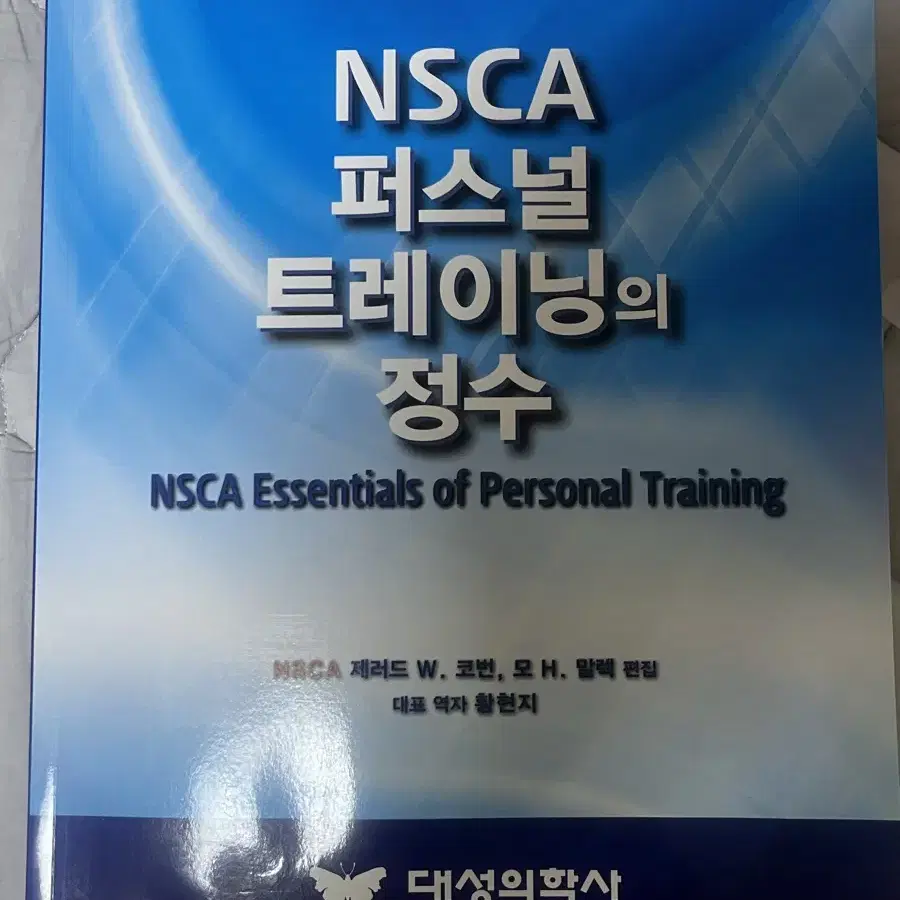 NSCA
퍼스널
트레이닝의
정수
NSCA Essentials of Personal Training
NSCA 제러드 W. 코번, 모 H. 말렉 편집
대표 역자 황현지
대성의학사